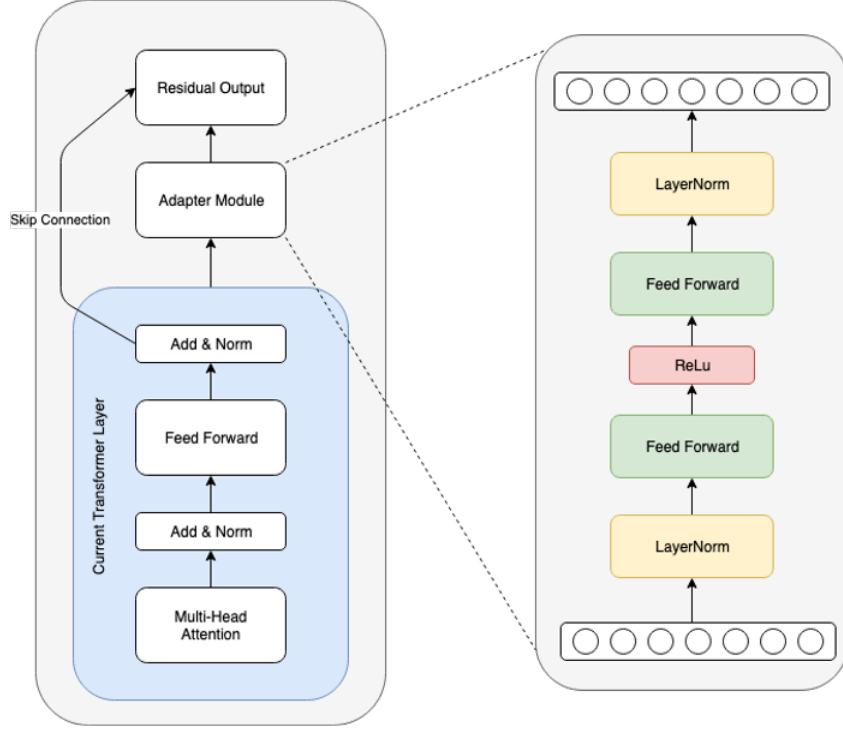 Residual Output
Adapter Module
Skip Connection
Add & Norm
Feed Forward
Add & Norm
Multi-Head
Attention
Current Transformer Layer
LayerNorm
Feed Forward
ReLu
Feed Forward
LayerNorm